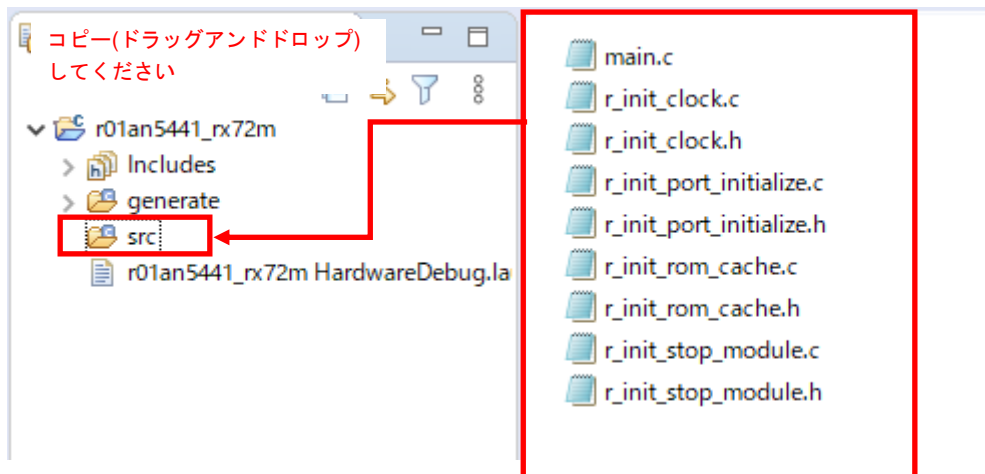 コピー(ドラッグアンドドロップ)
してください
r01an5441_rx72m
Includes
generate
src
r01an5441_rx72m HardwareDebug.la
main.c
r_init_clock.c
r_init_clock.h
r_init_port_initialize.c
r_init_port_initialize.h
r_init_rom_cache.c
r_init_rom_cache.h
r_init_stop_module.c
r_init_stop_module.h